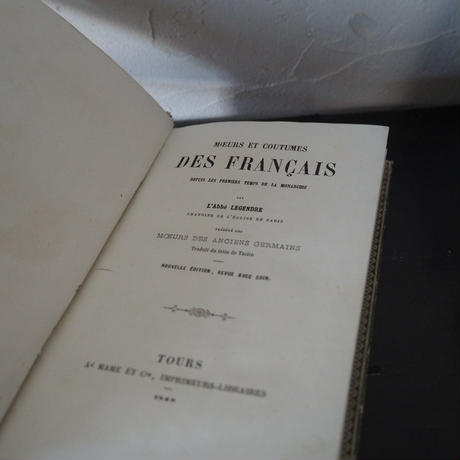 MŒURS ET COUTUMES
DES FRANÇAIS
DEPUIS LES PREMIERS TEMPS DE LA MONARCHIE
PAR
L'Abbé LEGENDRE
CHANOINE DE L'ÉGLISE DE PARIS
PRÉCÉDÉ DES
MŒURS DES ANCIENS GERMAINS
Traduit du latin de Tacite
NOUVELLE ÉDITION, REVUE AVEC SOIN.
TOURS
Ad MAME ET Cie, IMPRIMEURS-LIBRAIRES